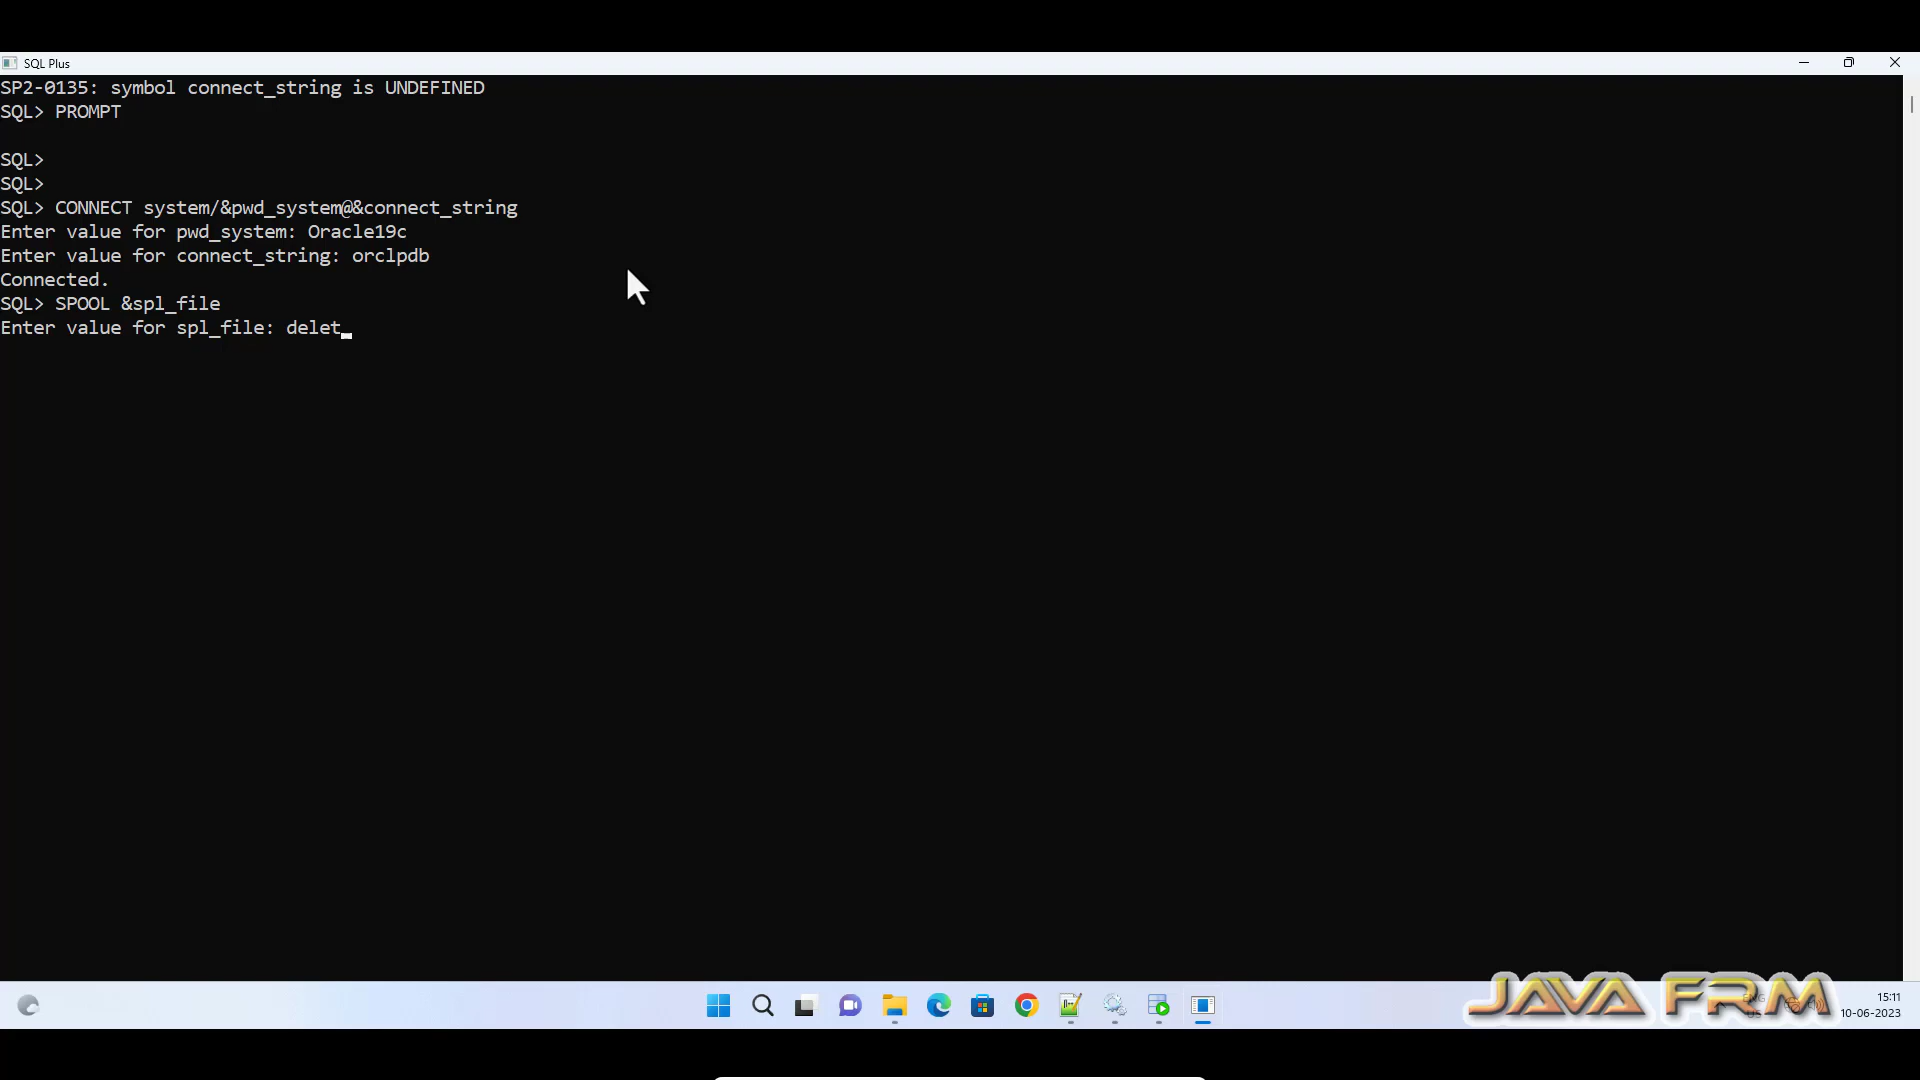 SQL Plus
SP2-0135: symbol connect_string is UNDEFINED
SQL> PROMPT
SQL>
SQL>
SQL> CONNECT system/&pwd_system@&connect_string
Enter value for pwd_system: Oracle19c
Enter value for connect_string: orclpdb
Connected.
SQL> SPOOL &spl_file
Enter value for spl_file: delet
JAVA FRM
ENG
US
15:11
10-06-2023